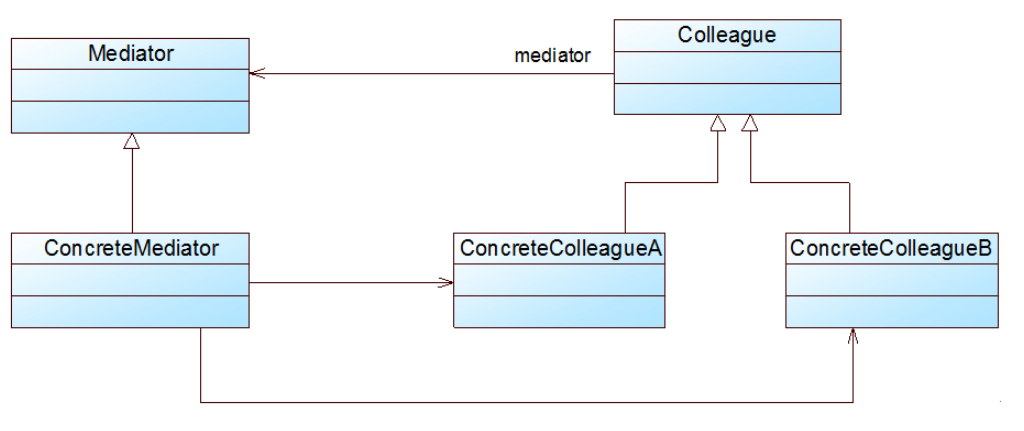 Colleague
Mediator
mediator
ConcreteMediator
ConcreteColleagueA
ConcreteColleagueB